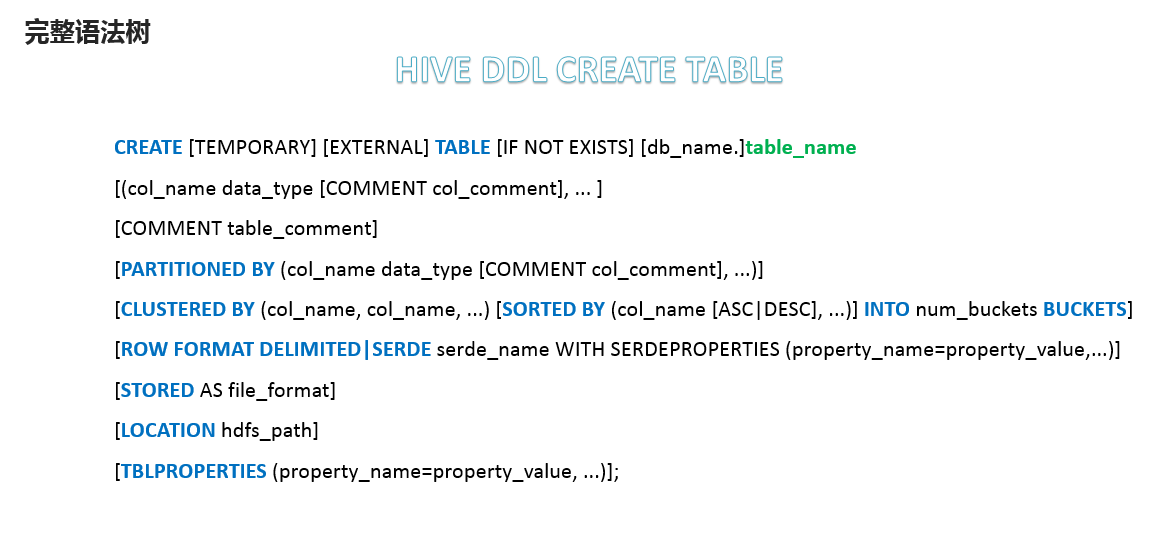 完整语法树
HIVE DDL CREATE TABLE
CREATE [TEMPORARY] [EXTERNAL] TABLE [IF NOT EXISTS] [db_name.]table_name
[(col_name data_type [COMMENT col_comment], ... ]
[COMMENT table_comment]
[PARTITIONED BY (col_name data_type [COMMENT col_comment], ...)]
[CLUSTERED BY (col_name, col_name, ...) [SORTED BY (col_name [ASC|DESC], ...)] INTO num_buckets BUCKETS]
[ROW FORMAT DELIMITED|SERDE serde_name WITH SERDEPROPERTIES (property_name=property_value,...)]
[STORED AS file_format]
[LOCATION hdfs_path]
[TBLPROPERTIES (property_name=property_value, ...)];